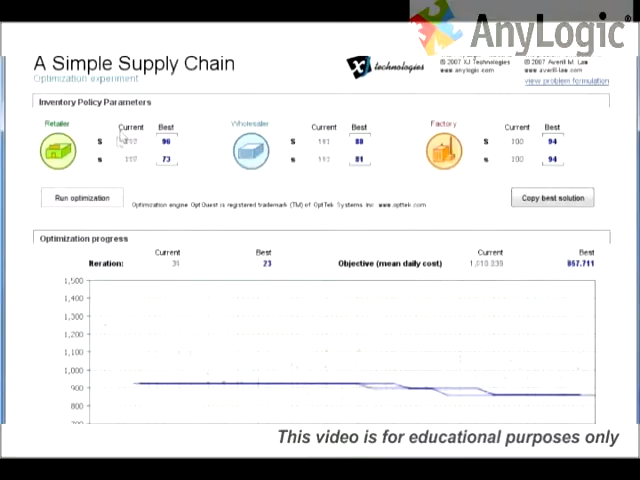 AnyLogic®
A Simple Supply Chain
Optimization experiment
XJ technologies
© 2007 XJ Technologies
www.anylogic.com
© 2007 Averill M. Law
www.averill-law.com
view problem formulation
Inventory Policy Parameters
Retailer
Current Best
S 96
s 73
Wholesaler
Current Best
S 88
s 81
Factory
Current Best
S 100 94
s 100 94
Run optimization
Optimization engine OptQuest is registered trademark (TM) of OptTek Systems Inc. www.opttek.com
Copy best solution
Optimization progress
Current Best
Iteration: 31 23
Current Best
Objective (mean daily cost) 867.711
1,500
1,400
1,300
1,200
1,100
1,000
900
800
This video is for educational purposes only